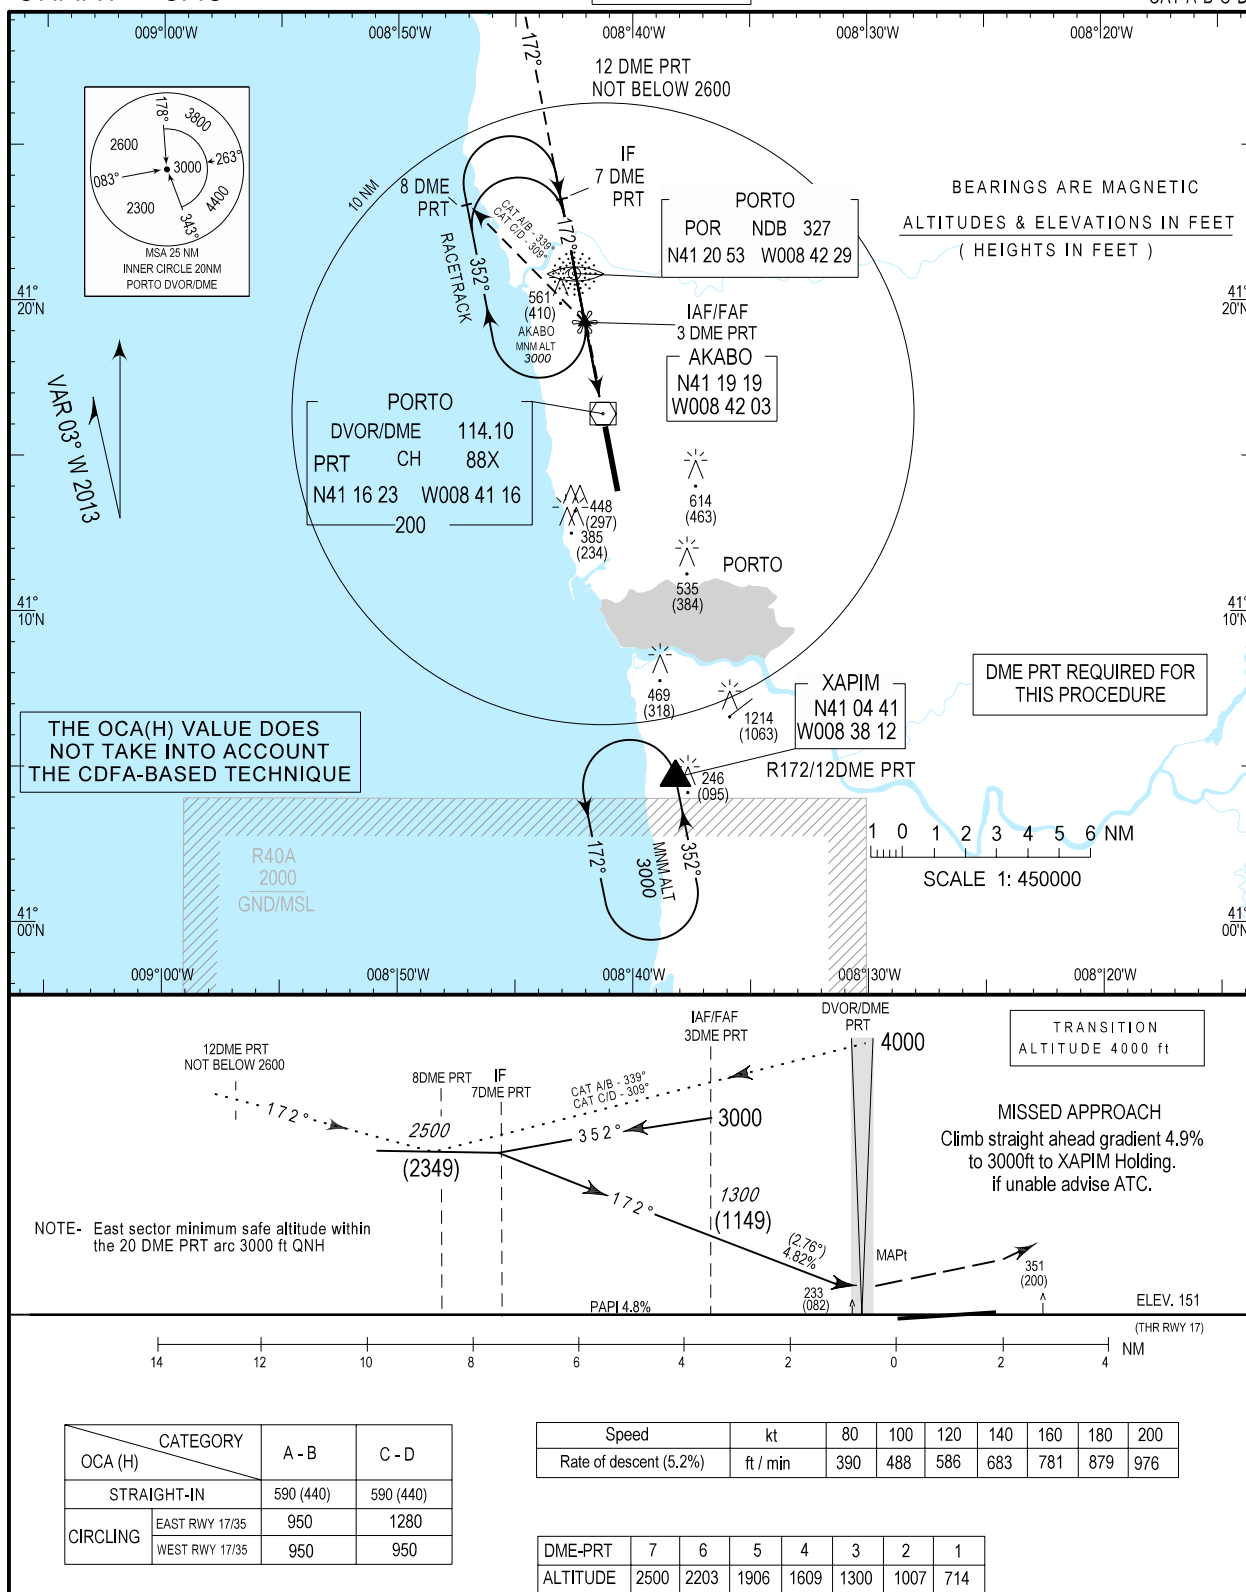 009°00'W
008°50'W
008°40'W
008°30'W
008°20'W
172°
12 DME PRT
NOT BELOW 2600
178°
3800
2600
3000
263°
083°
2300
4400
343°
MSA 25 NM
INNER CIRCLE 20NM
PORTO DVOR/DME
10 NM
8 DME
PRT
IF
7 DME
PRT
CAT A/B - 339°
CAT C/D - 309°
172°
RACETRACK
352°
PORTO
POR NDB 327
N41 20 53 W008 42 29
BEARINGS ARE MAGNETIC
ALTITUDES & ELEVATIONS IN FEET
( HEIGHTS IN FEET )
41°
20'N
41°
20'N
561
(410)
AKABO
MNM ALT
3000
IAF/FAF
3 DME PRT
AKABO
N41 19 19
W008 42 03
VAR 03° W 2013
PORTO
DVOR/DME 114.10
PRT CH 88X
N41 16 23 W008 41 16
200
448
(297)
385
(234)
614
(463)
535
(384)
PORTO
41°
10'N
41°
10'N
469
(318)
1214
(1063)
XAPIM
N41 04 41
W008 38 12
R172/12DME PRT
246
(095)
DME PRT REQUIRED FOR
THIS PROCEDURE
THE OCA(H) VALUE DOES
NOT TAKE INTO ACCOUNT
THE CDFA-BASED TECHNIQUE
R40A
2000
GND/MSL
172°
MNM ALT
3000
352°
1 0 1 2 3 4 5 6 NM
SCALE 1: 450000
41°
00'N
41°
00'N
009°00'W
008°50'W
008°40'W
008°30'W
008°20'W
12DME PRT
NOT BELOW 2600
8DME PRT
IF
7DME PRT
IAF/FAF
3DME PRT
DVOR/DME
PRT
4000
TRANSITION
ALTITUDE 4000 ft
172°
2500
(2349)
CAT A/B - 339°
CAT C/D - 309°
352°
3000
172°
1300
(1149)
(2.76°)
4.82%
MAPt
MISSED APPROACH
Climb straight ahead gradient 4.9%
to 3000ft to XAPIM Holding.
if unable advise ATC.
NOTE- East sector minimum safe altitude within
the 20 DME PRT arc 3000 ft QNH
PAPI 4.8%
233
(082)
351
(200)
ELEV. 151
(THR RWY 17)
14 12 10 8 6 4 2 0 2 4 NM
CATEGORY A - B C - D
OCA (H)
STRAIGHT-IN 590 (440) 590 (440)
CIRCLING EAST RWY 17/35 950 1280
WEST RWY 17/35 950 950
Speed kt 80 100 120 140 160 180 200
Rate of descent (5.2%) ft / min 390 488 586 683 781 879 976
DME-PRT 7 6 5 4 3 2 1
ALTITUDE 2500 2203 1906 1609 1300 1007 714